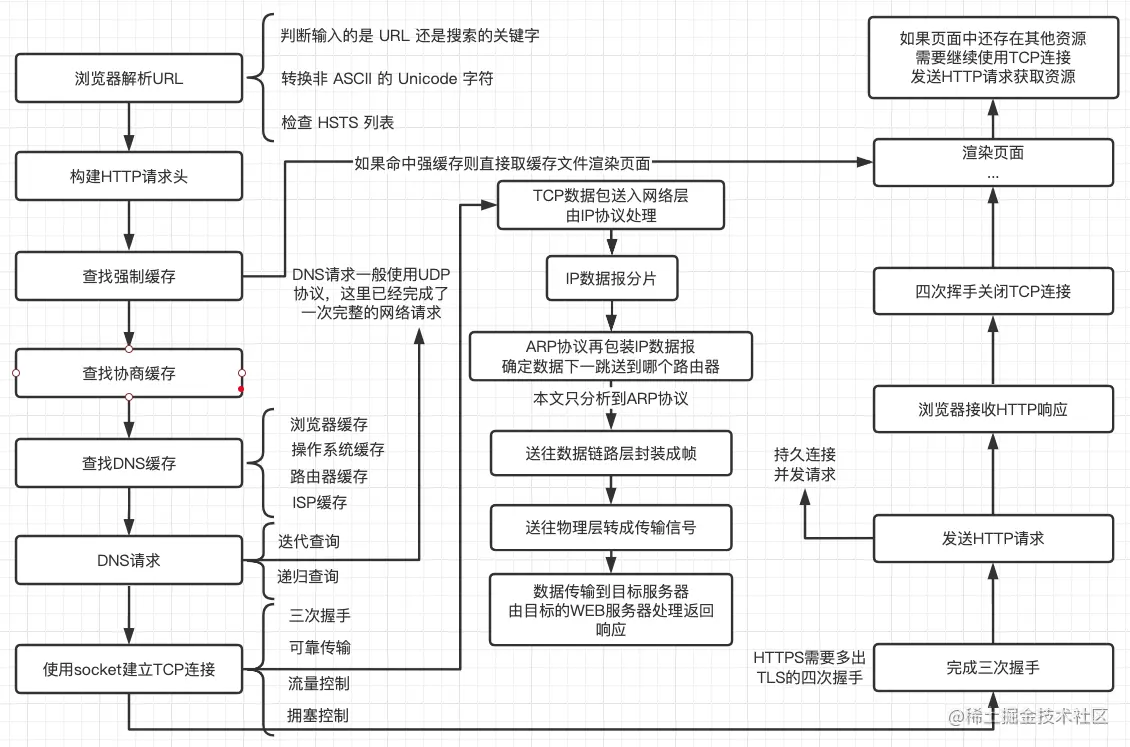 浏览器解析URL
判断输入的是 URL 还是搜索的关键字
转换非 ASCII 的 Unicode 字符
检查 HSTS 列表
构建HTTP请求头
查找强制缓存
如果命中强缓存则直接取缓存文件渲染页面
查找协商缓存
查找DNS缓存
浏览器缓存
操作系统缓存
路由器缓存
ISP缓存
DNS请求
迭代查询
递归查询
DNS请求一般使用UDP
协议，这里已经完成了
一次完整的网络请求
使用socket建立TCP连接
三次握手
可靠传输
流量控制
拥塞控制
TCP数据包送入网络层
由IP协议处理
IP数据报分片
ARP协议再包装IP数据报
确定数据下一跳送到哪个路由器
本文只分析到ARP协议
送往数据链路层封装成帧
送往物理层转成传输信号
数据传输到目标服务器
由目标的WEB服务器处理返回
响应
如果页面中还存在其他资源
需要继续使用TCP连接
发送HTTP请求获取资源
渲染页面
...
四次挥手关闭TCP连接
浏览器接收HTTP响应
持久连接
并发请求
发送HTTP请求
HTTPS需要多出
TLS的四次握手
完成三次握手
@稀土掘金技术社区